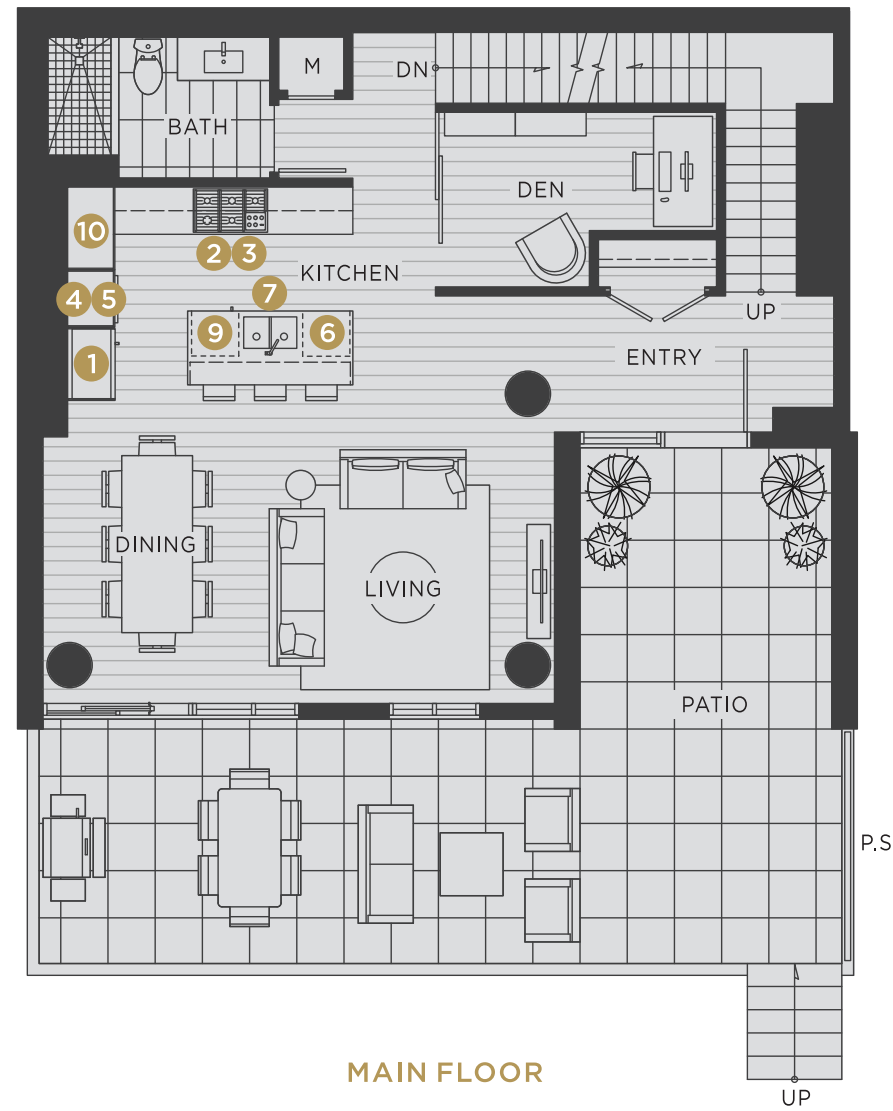 M
DN
BATH
DEN
10
2 3
KITCHEN
4 5
7
UP
9
6
1
ENTRY
DINING
LIVING
PATIO
P.S
MAIN FLOOR
UP